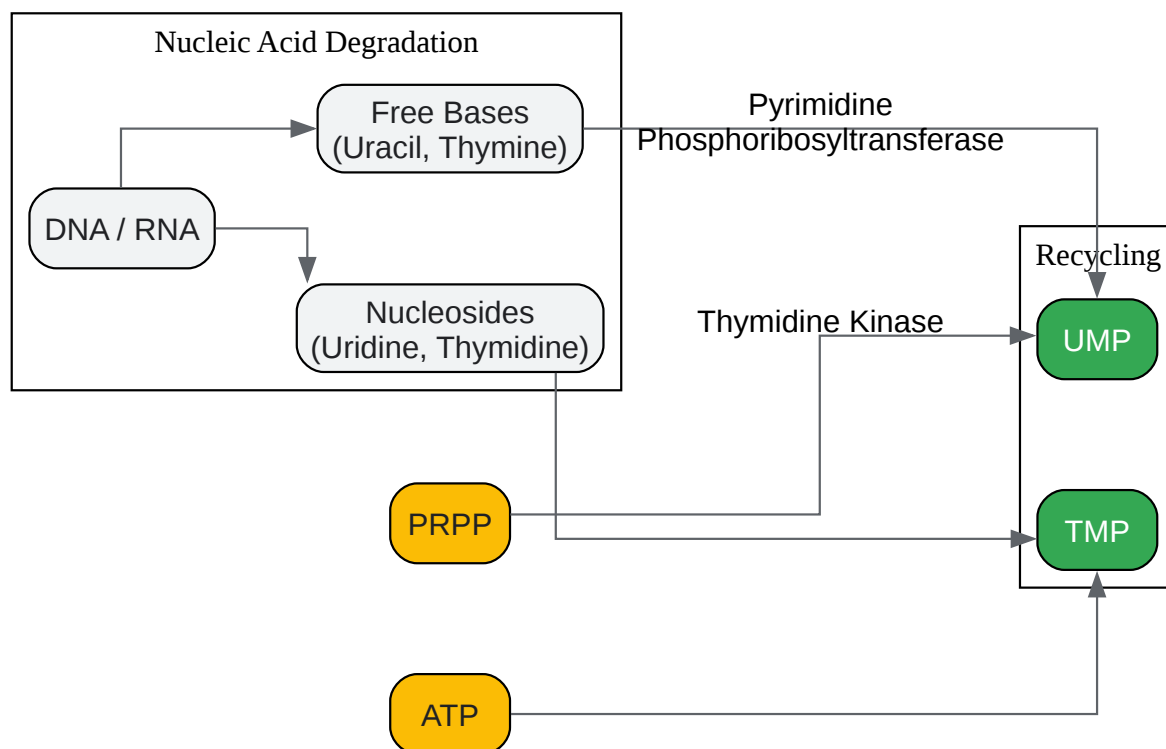 Nucleic Acid Degradation
Free Bases
(Uracil, Thymine)
Pyrimidine
Phosphoribosyltransferase
DNA / RNA
Recycling
Nucleosides
(Uridine, Thymidine)
Thymidine Kinase
UMP
PRPP
TMP
ATP